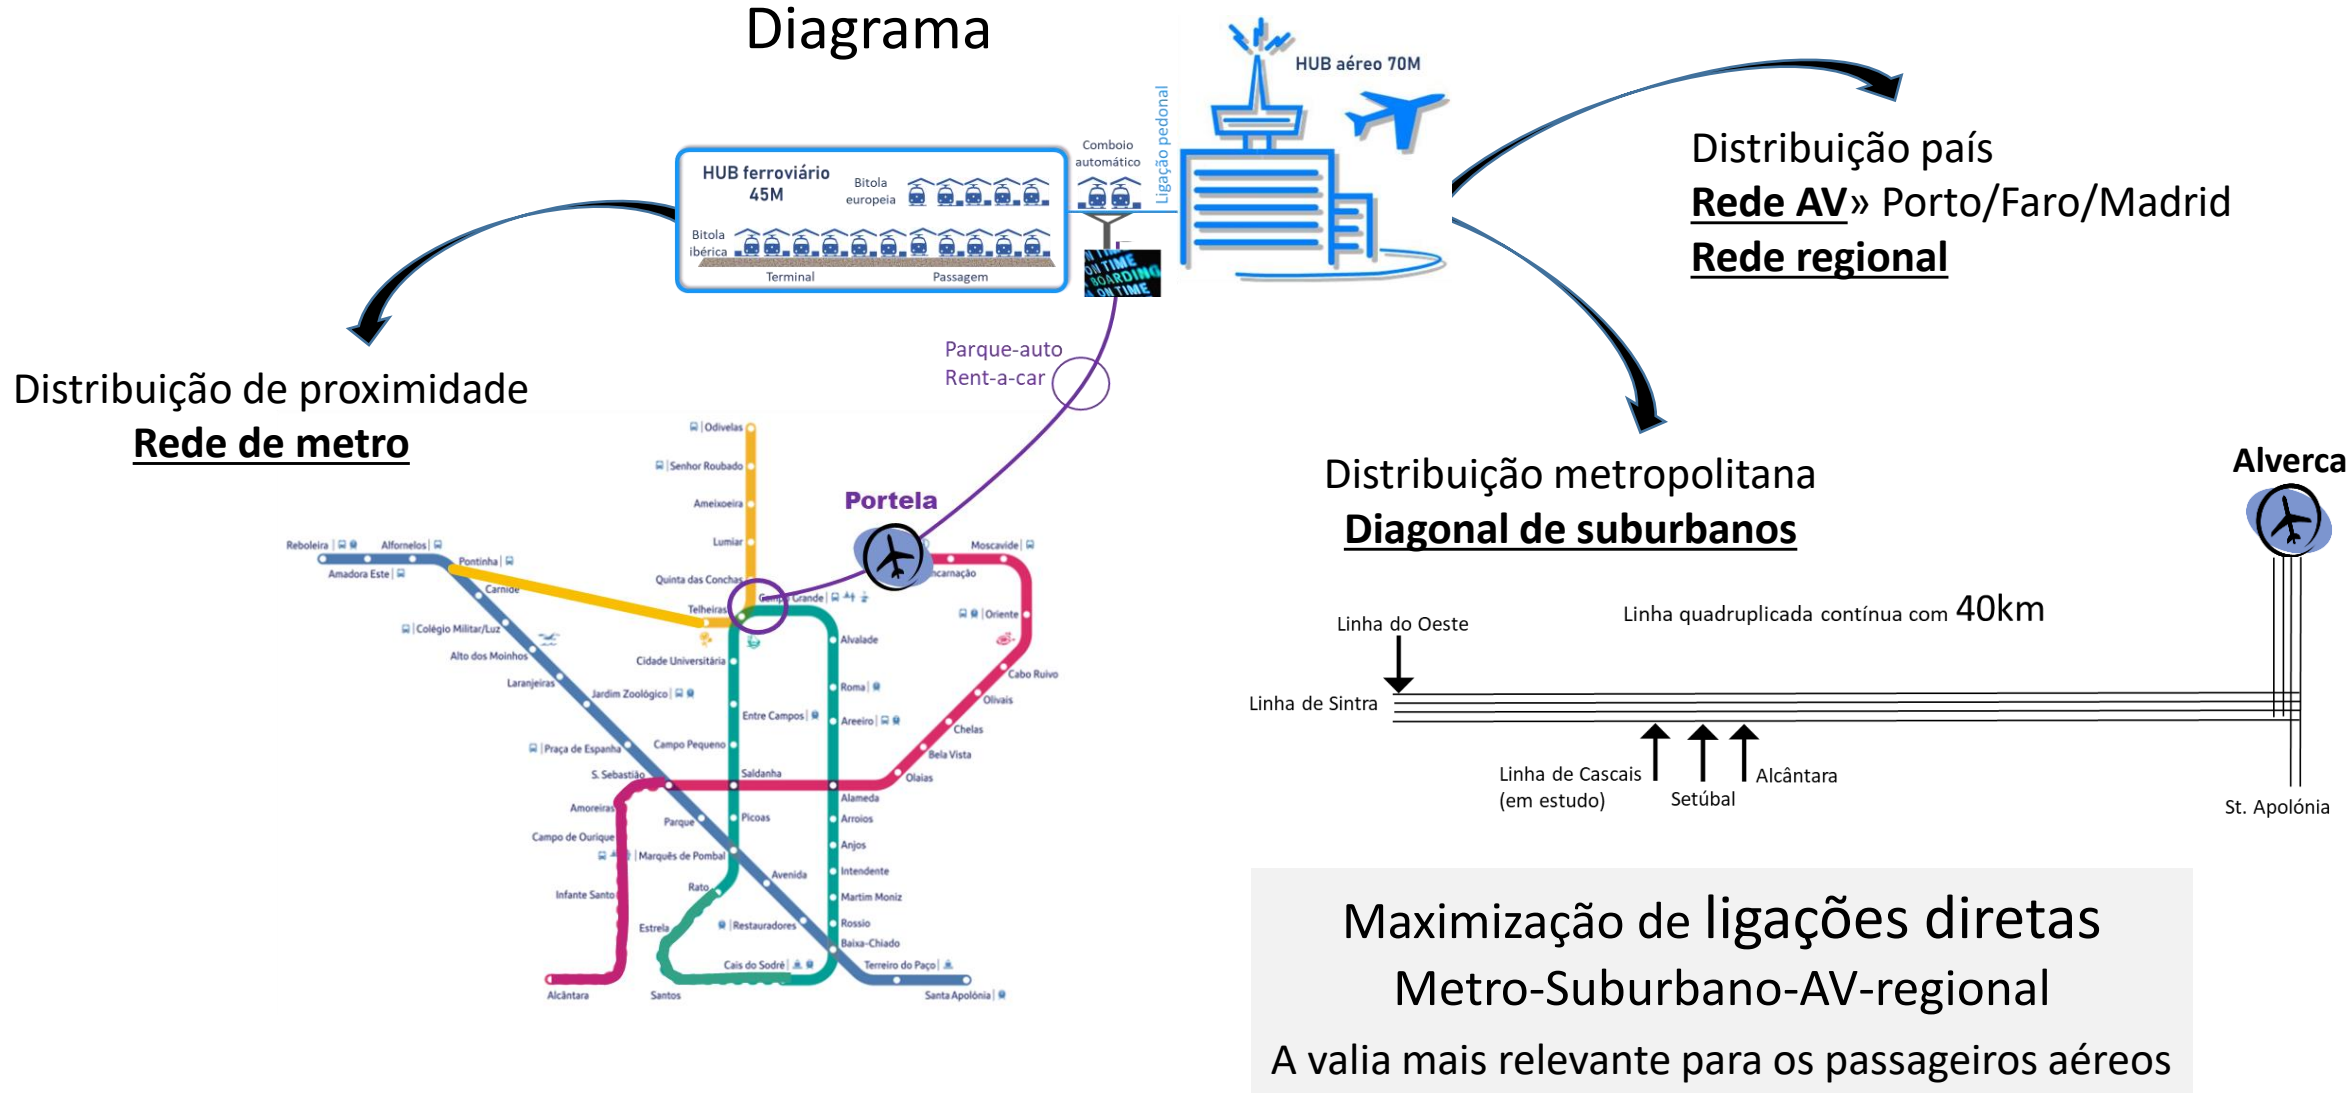 Diagrama
HUB aéreo 70M
Ligação pedonal
Comboio
automático
HUB ferroviário
45M
Bitola
europeia
Bitola
ibérica
Terminal
Passagem
ON TIME
BOARDING
ON TIME
Distribuição país
Rede AV» Porto/Faro/Madrid
Rede regional
Parque-auto
Rent-a-car
Distribuição de proximidade
Rede de metro
Portela
Odivelas
Senhor Roubado
Ameixoeira
Lumiar
Quinta das Conchas
Telheiras
Campo Grande
Reboleira
Alfornelos
Amadora Este
Pontinha
Carnide
Colégio Militar/Luz
Alto dos Moinhos
Laranjeiras
Jardim Zoológico
Praça de Espanha
S. Sebastião
Cidade Universitária
Entre Campos
Campo Pequeno
Saldanha
Picoas
Parque
Marquês de Pombal
Avenida
Rato
Restauradores
Estrela
Santos
Cais do Sodré
Amoreiras
Campo de Ourique
Infante Santo
Alcântara
Moscavide
ncarnação
Oriente
Cabo Ruivo
Olivais
Chelas
Bela Vista
Olaias
Alvalade
Roma
Areeiro
Alameda
Arroios
Anjos
Intendente
Martim Moniz
Rossio
Baixa-Chiado
Terreiro do Paço
Santa Apolónia
Distribuição metropolitana
Diagonal de suburbanos
Alverca
Linha quadruplicada contínua com 40km
Linha do Oeste
Linha de Sintra
Linha de Cascais
(em estudo)
Setúbal
Alcântara
St. Apolónia
Maximização de ligações diretas
Metro-Suburbano-AV-regional
A valia mais relevante para os passageiros aéreos